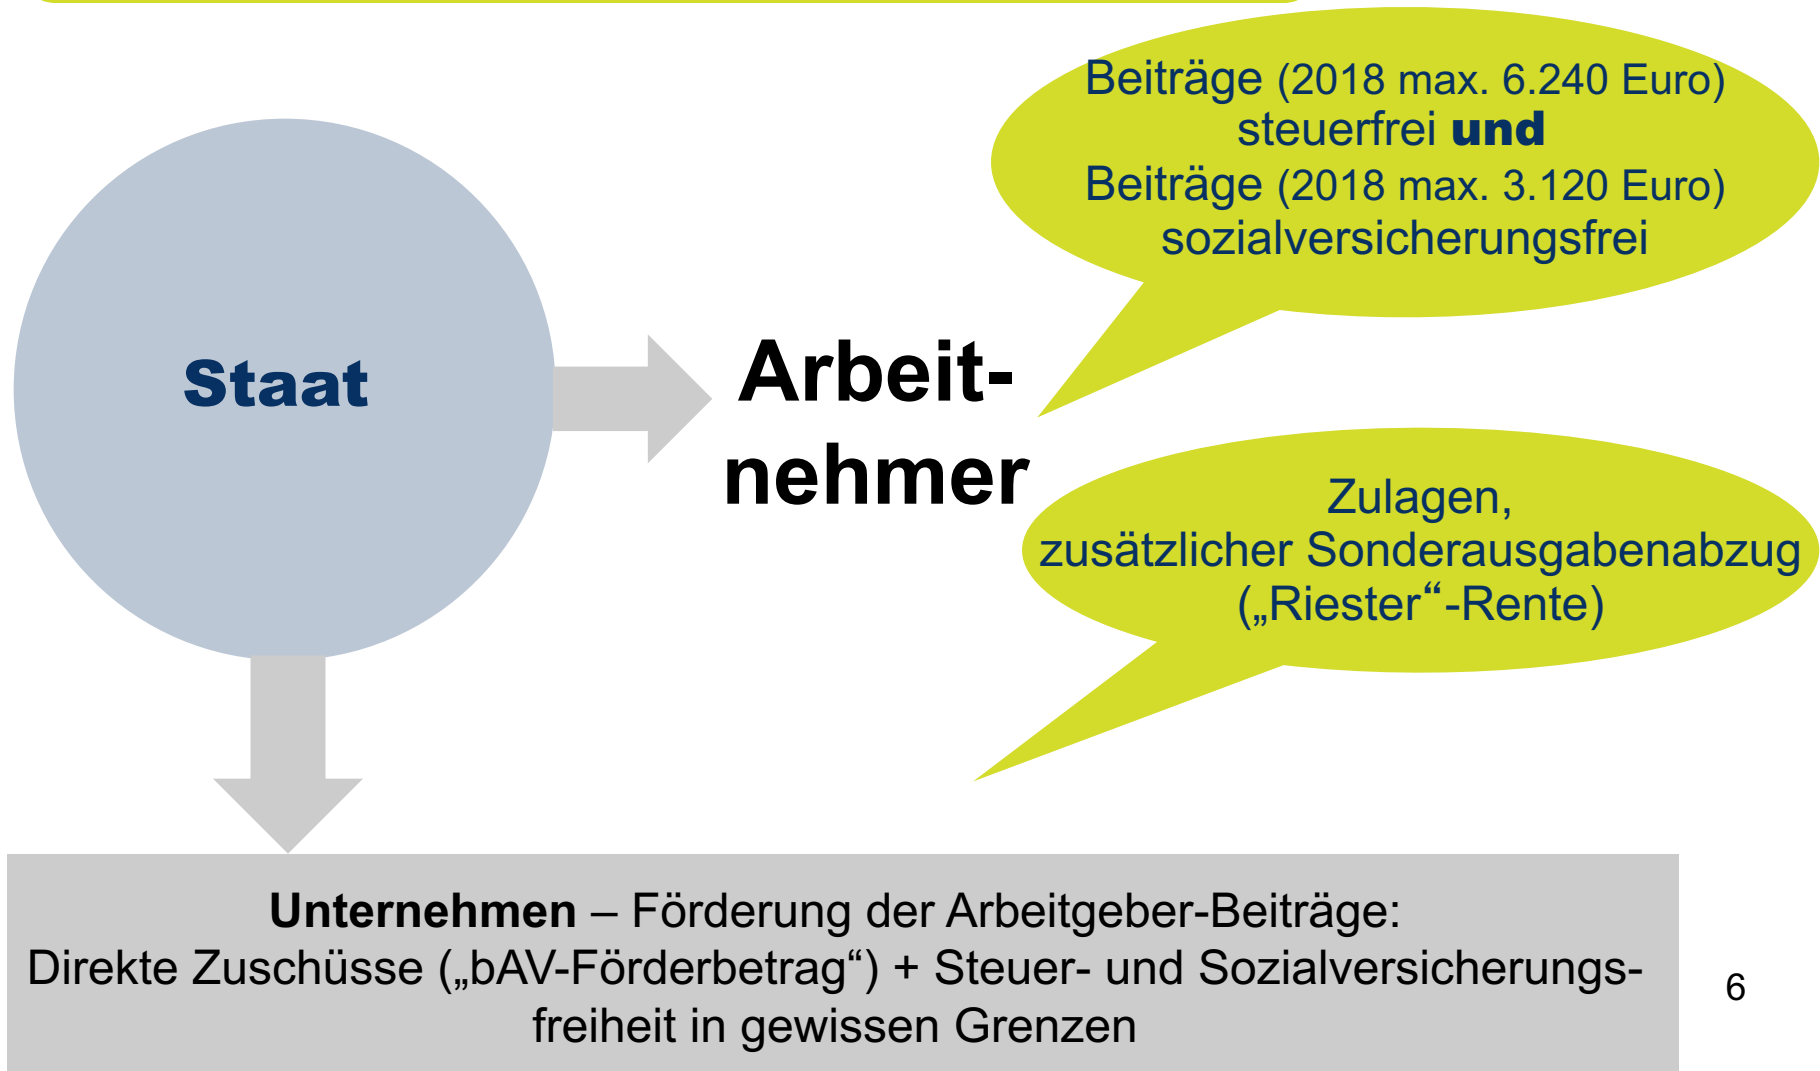 Beiträge (2018 max. 6.240 Euro)
steuerfrei und
Beiträge (2018 max. 3.120 Euro)
sozialversicherungsfrei
Staat
Arbeit-
nehmer
Zulagen,
zusätzlicher Sonderausgabenabzug
(„Riester“-Rente)
Unternehmen – Förderung der Arbeitgeber-Beiträge:
Direkte Zuschüsse („bAV-Förderbetrag“) + Steuer- und Sozialversicherungs-
freiheit in gewissen Grenzen
6